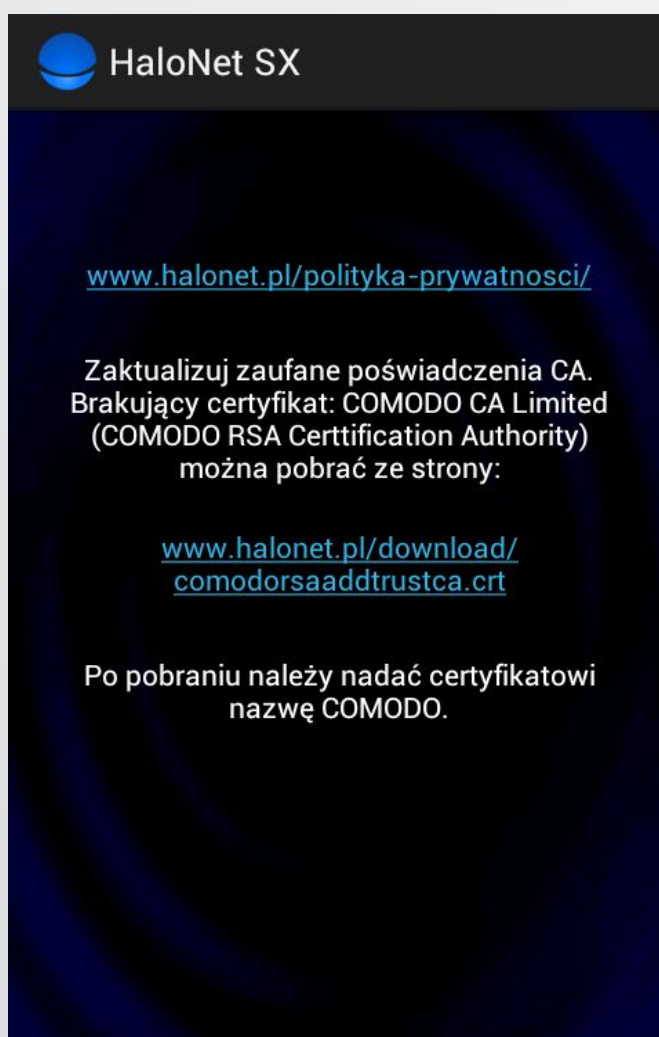 HaloNet SX
www.halonet.pl/polityka-prywatnosci/
Zaktualizuj zaufane poświadczenia CA.
Brakujący certyfikat: COMODO CA Limited
(COMODO RSA Certtification Authority)
można pobrać ze strony:
www.halonet.pl/download/
comodorsaaddtrustca.crt
Po pobraniu należy nadać certyfikatowi
nazwę COMODO.